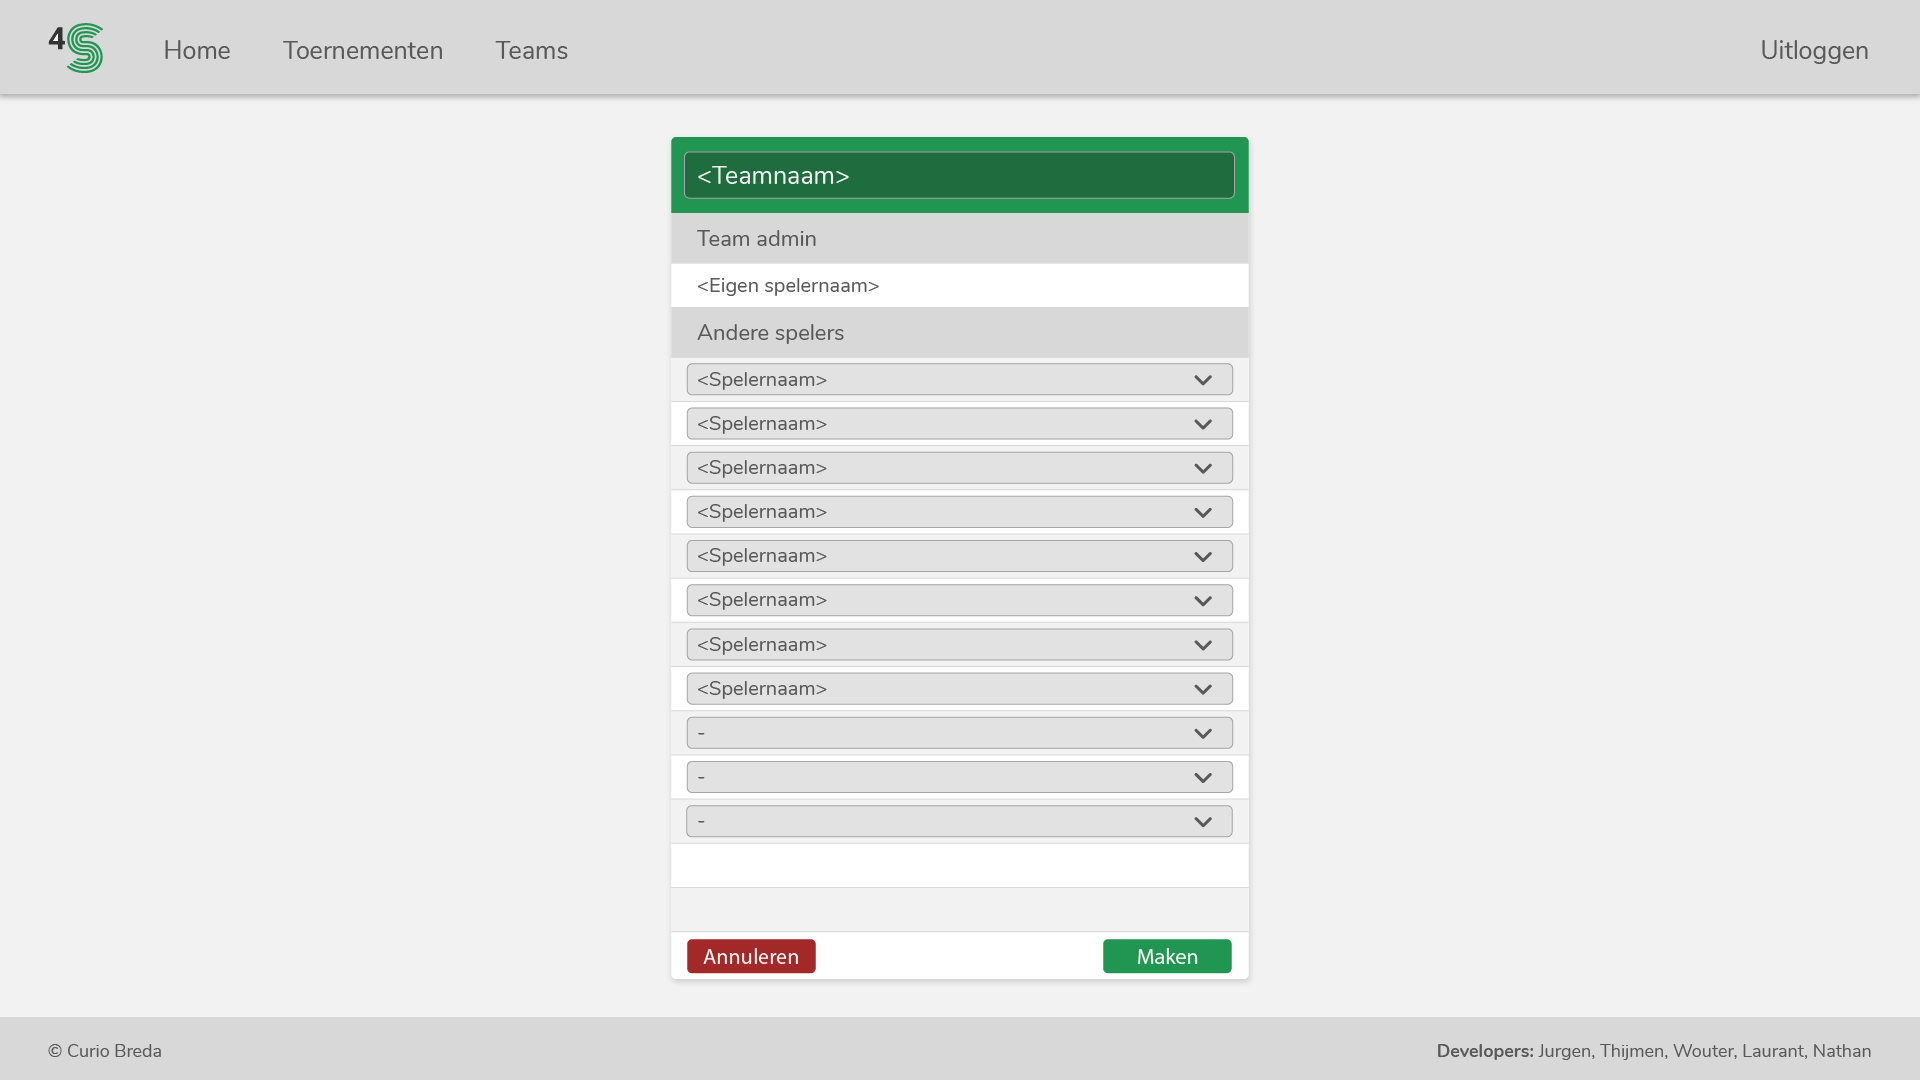 4S Home Toernementen Teams Uitloggen
<Teamnaam>
Team admin
<Eigen spelernaam>
Andere spelers
<Spelernaam>
<Spelernaam>
<Spelernaam>
<Spelernaam>
<Spelernaam>
<Spelernaam>
<Spelernaam>
<Spelernaam>
-
-
-
Annuleren Maken
© Curio Breda Developers: Jurgen, Thijmen, Wouter, Laurant, Nathan